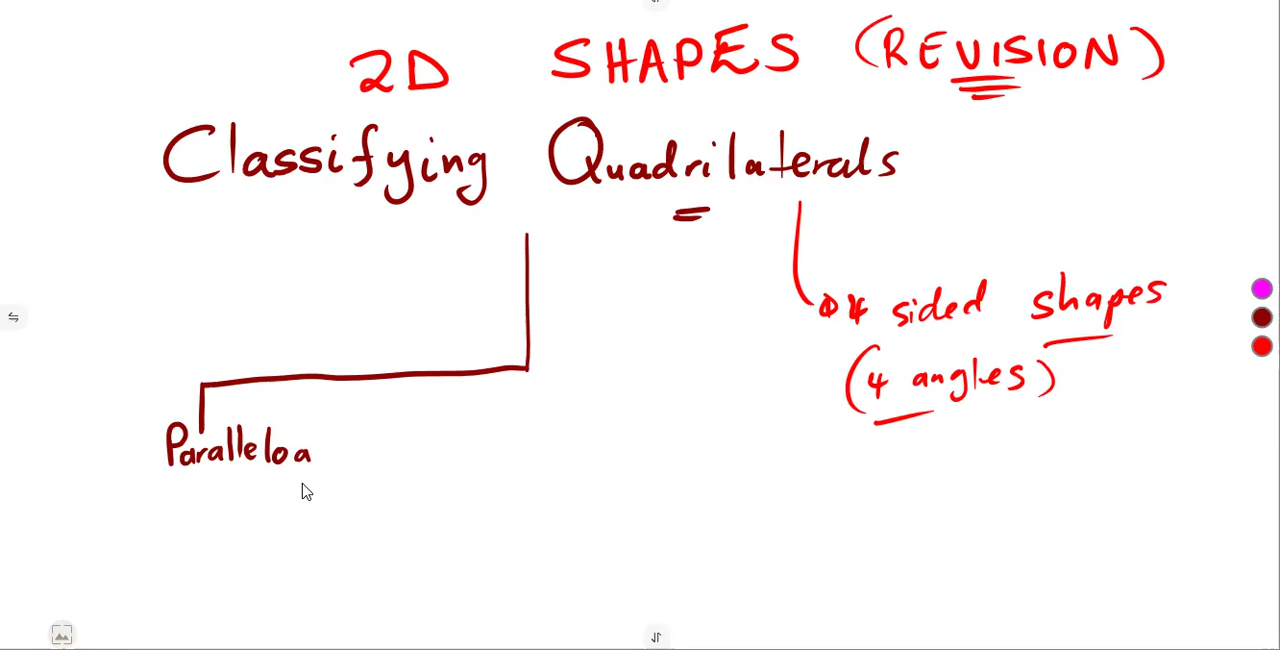 2D SHAPES (REVISION)
Classifying Quadrilaterals
4 sided shapes
(4 angles)
Paralleloa